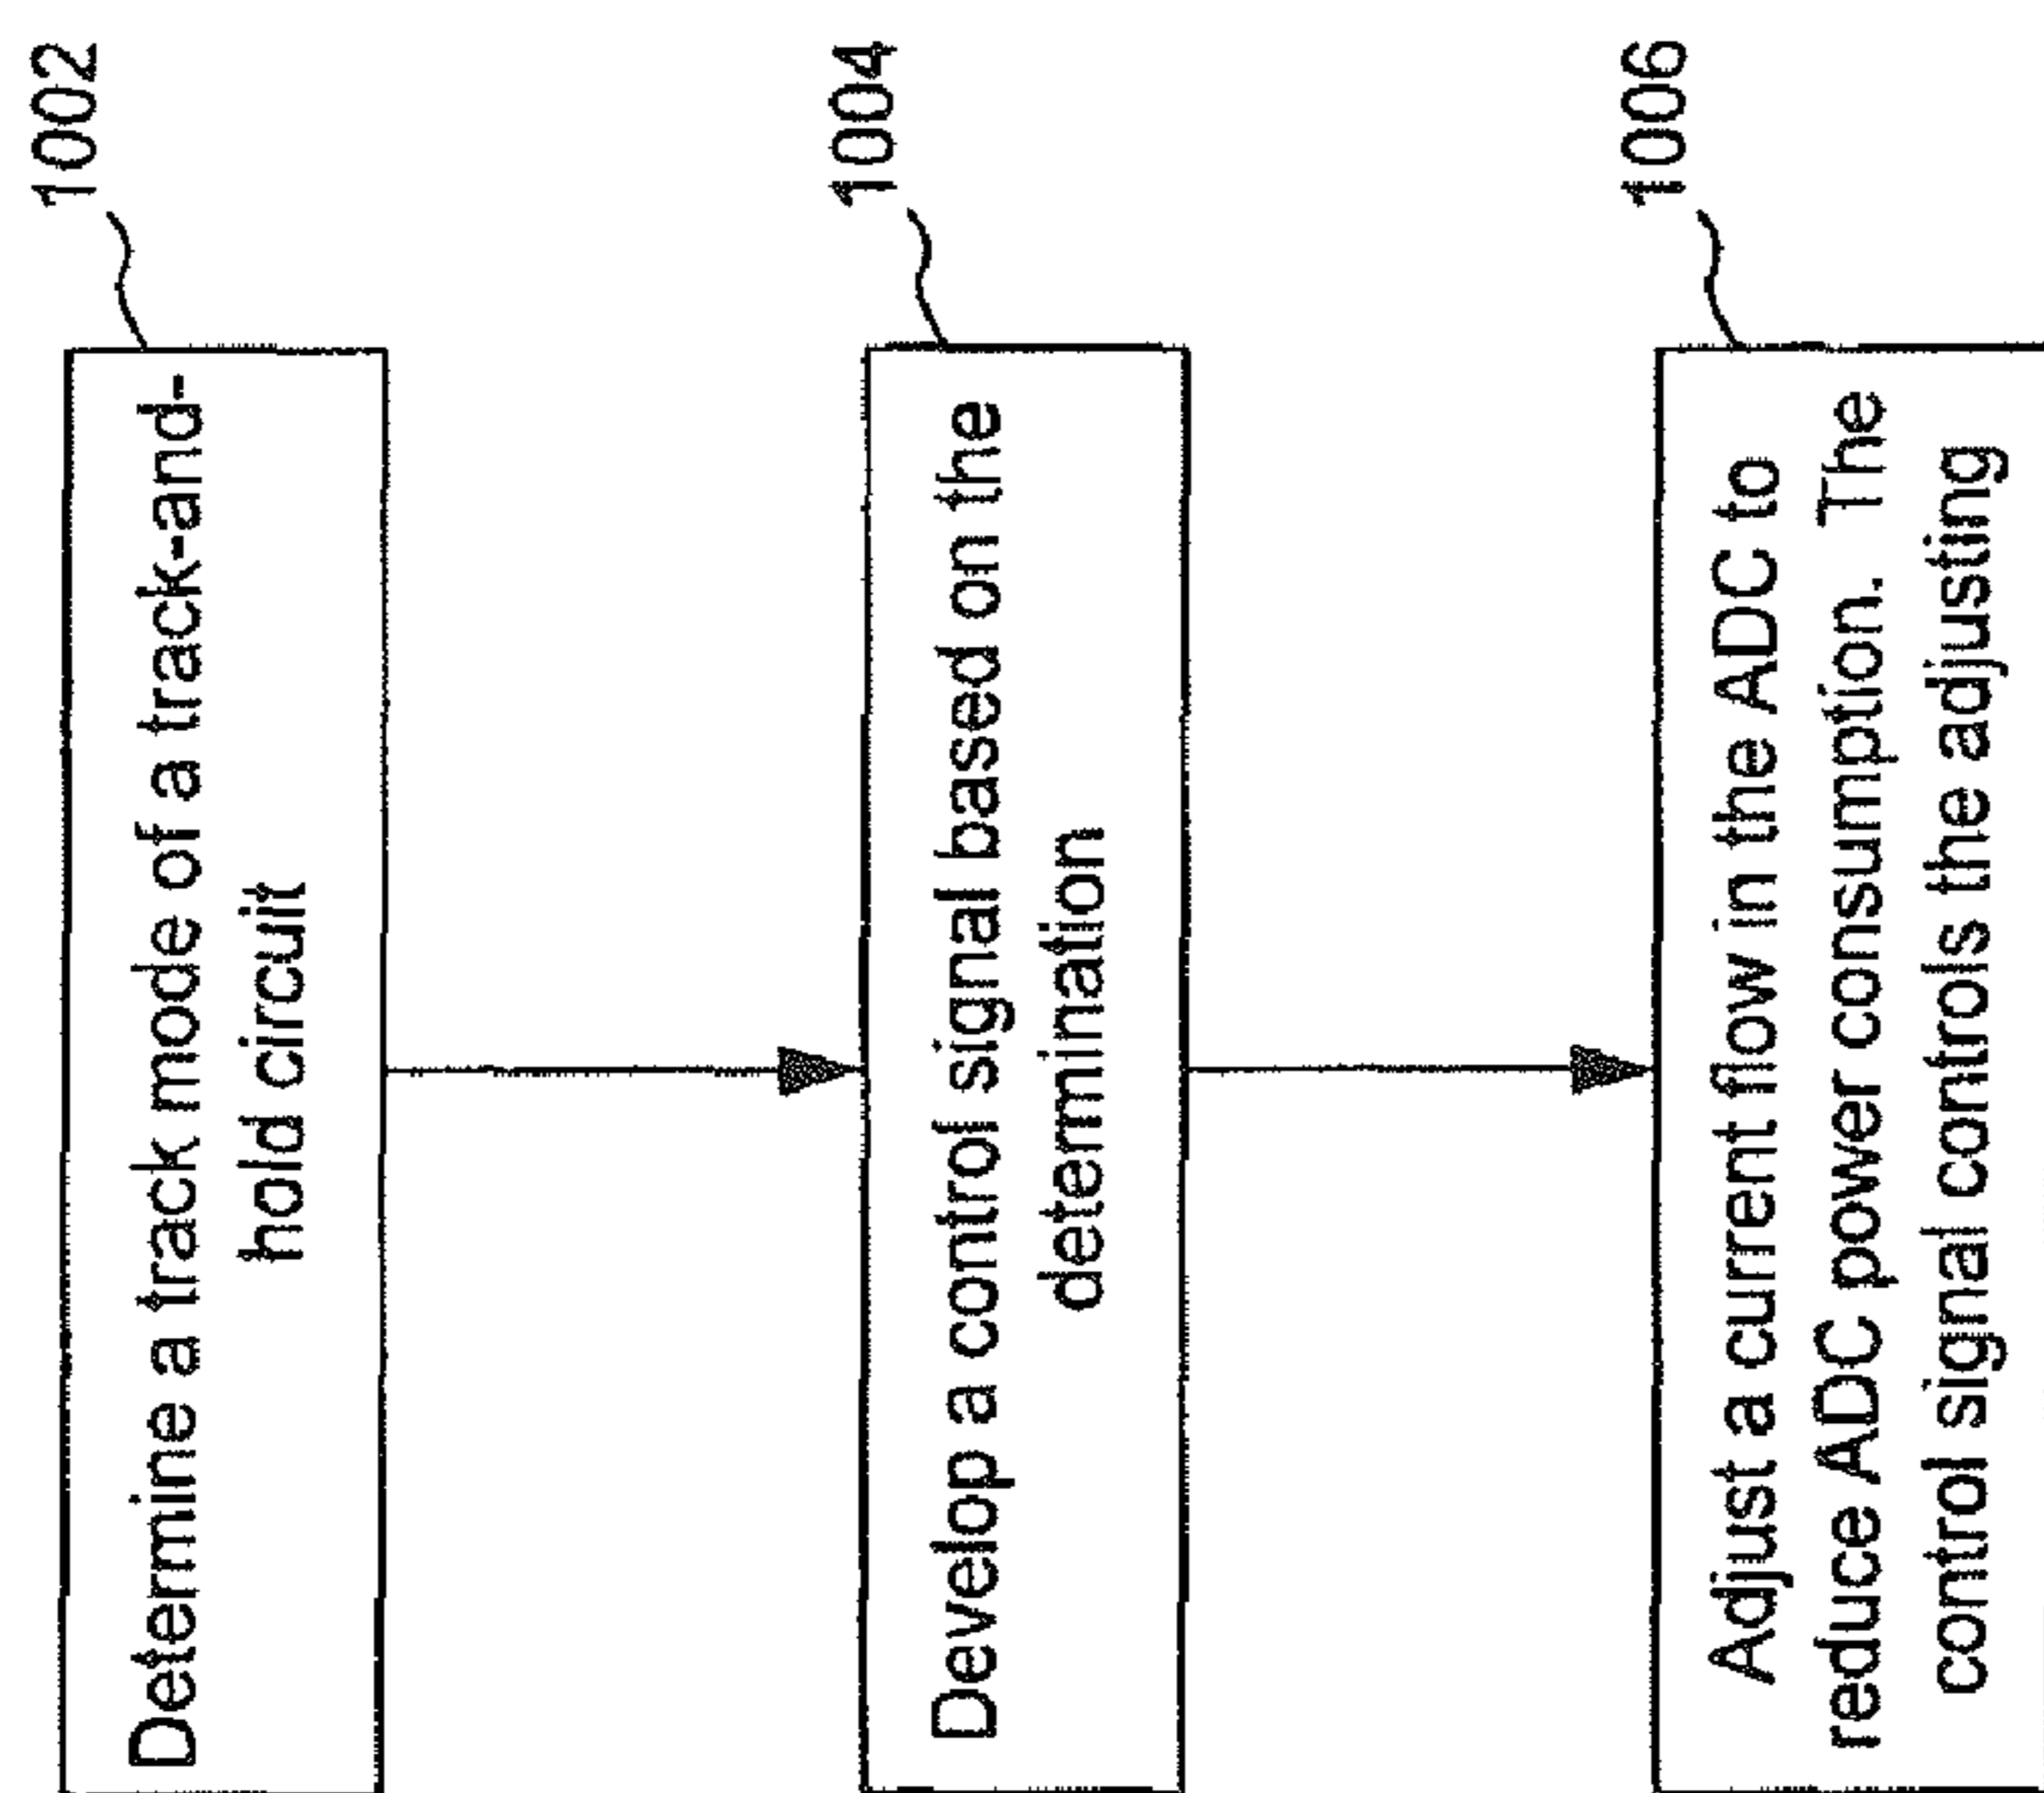 1002
Determine a track mode of a track-and-
hold circuit
1004
Develop a control signal based on the
determination
1006
Adjust a current flow in the ADC to
reduce ADC power consumption. The
control signal controls the adjusting